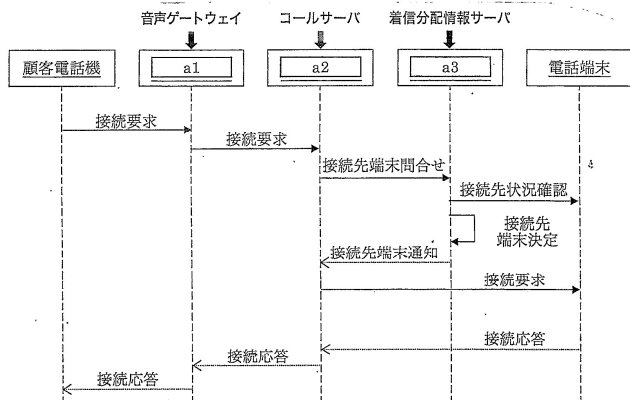 音声ゲートウェイ
コールサーバ
着信分配情報サーバ
顧客電話機
a1
a2
a3
電話端末
接続要求
接続要求
接続先端末問合せ
接続先状況確認
接続先
端末決定
接続先端末通知
接続要求
接続応答
接続応答
接続応答